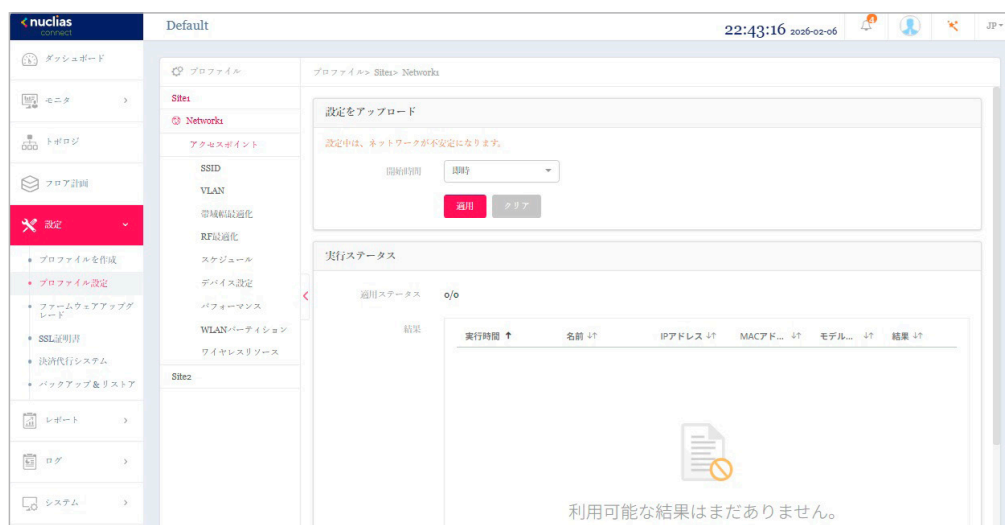 nuclias
connect
Default
22:43:16 2026-02-06
4
JP
ダッシュボード
モニタ
トポロジ
フロア計画
設定
プロファイルを作成
プロファイル設定
ファームウェアアップグ
レード
SSL証明書
決済代行システム
バックアップ&リストア
レポート
ログ
システム
プロファイル
Site1
Network1
アクセスポイント
SSID
VLAN
帯域幅最適化
RF最適化
スケジュール
デバイス設定
パフォーマンス
WLANパーティション
ワイヤレスリソース
Site2
プロファイル> Site1> Network1
設定をアップロード
設定中は、ネットワークが不安定になります。
開始時間 即時
適用 クリア
実行ステータス
適用ステータス 0/0
結果
実行時間 名前 IPアドレス MACアド... モデル... 結果
利用可能な結果はまだありません。